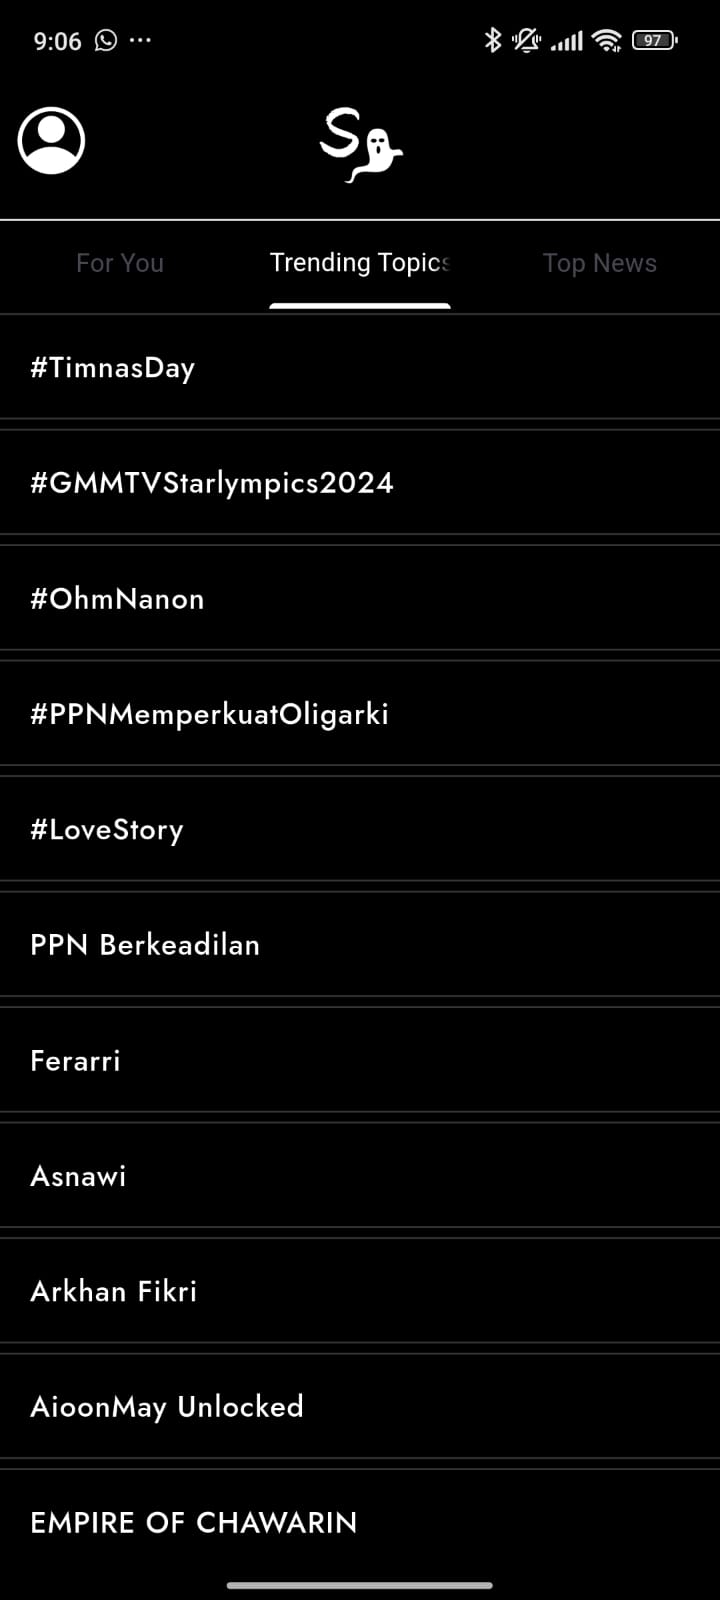 9:06
97
S
For You
Trending Topics
Top News
#TimnasDay
#GMMTVStarlympics2024
#OhmNanon
#PPNMemperkuatOligarki
#LoveStory
PPN Berkeadilan
Ferarri
Asnawi
Arkhan Fikri
AioonMay Unlocked
EMPIRE OF CHAWARIN